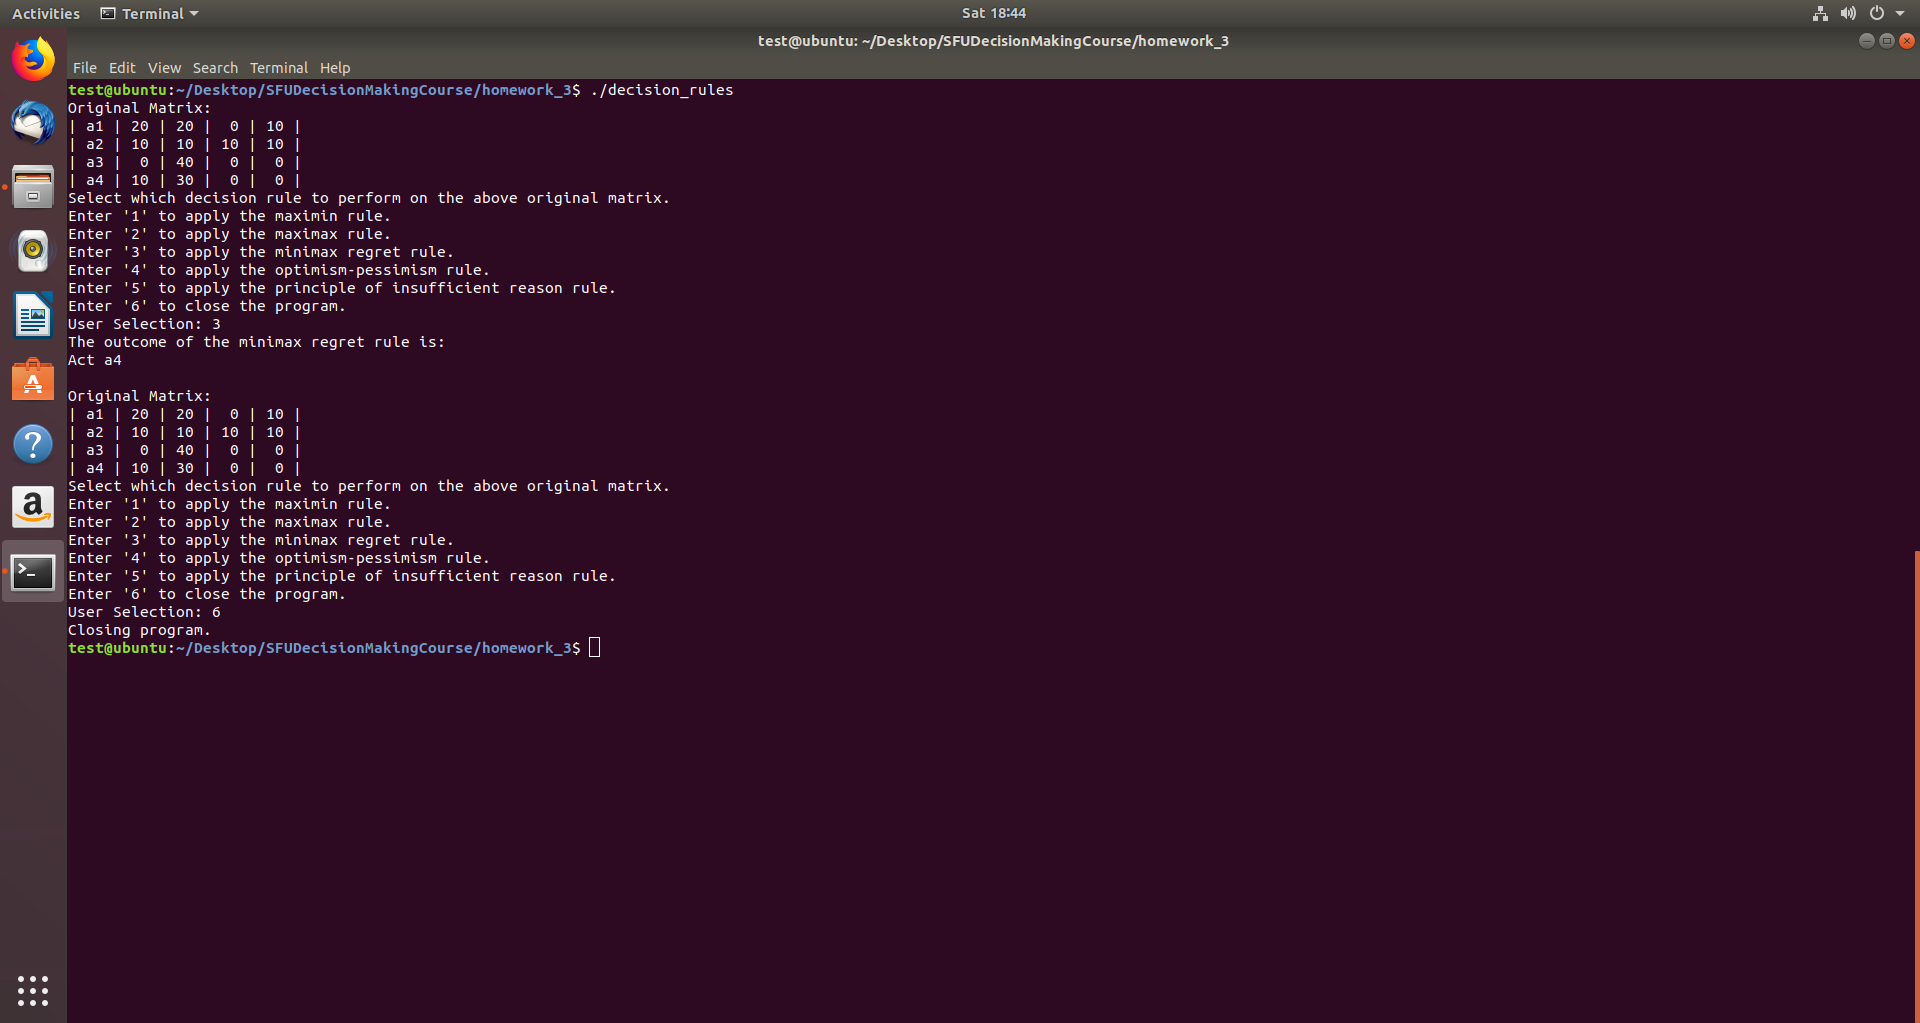 Activities Terminal Sat 18:44
test@ubuntu: ~/Desktop/SFUDecisionMakingCourse/homework_3
File Edit View Search Terminal Help
test@ubuntu:~/Desktop/SFUDecisionMakingCourse/homework_3$ ./decision_rules
Original Matrix:
| a1 | 20 | 20 |  0 | 10 |
| a2 | 10 | 10 | 10 | 10 |
| a3 |  0 | 40 |  0 |  0 |
| a4 | 10 | 30 |  0 |  0 |
Select which decision rule to perform on the above original matrix.
Enter '1' to apply the maximin rule.
Enter '2' to apply the maximax rule.
Enter '3' to apply the minimax regret rule.
Enter '4' to apply the optimism-pessimism rule.
Enter '5' to apply the principle of insufficient reason rule.
Enter '6' to close the program.
User Selection: 3
The outcome of the minimax regret rule is:
Act a4
Original Matrix:
| a1 | 20 | 20 |  0 | 10 |
| a2 | 10 | 10 | 10 | 10 |
| a3 |  0 | 40 |  0 |  0 |
| a4 | 10 | 30 |  0 |  0 |
Select which decision rule to perform on the above original matrix.
Enter '1' to apply the maximin rule.
Enter '2' to apply the maximax rule.
Enter '3' to apply the minimax regret rule.
Enter '4' to apply the optimism-pessimism rule.
Enter '5' to apply the principle of insufficient reason rule.
Enter '6' to close the program.
User Selection: 6
Closing program.
test@ubuntu:~/Desktop/SFUDecisionMakingCourse/homework_3$